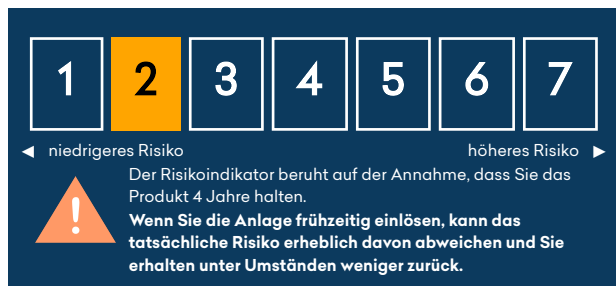 1 2 3 4 5 6 7
niedrigeres Risiko höheres Risiko
Der Risikoindikator beruht auf der Annahme, dass Sie das
Produkt 4 Jahre halten.
Wenn Sie die Anlage frühzeitig einlösen, kann das
tatsächliche Risiko erheblich davon abweichen und Sie
erhalten unter Umständen weniger zurück.